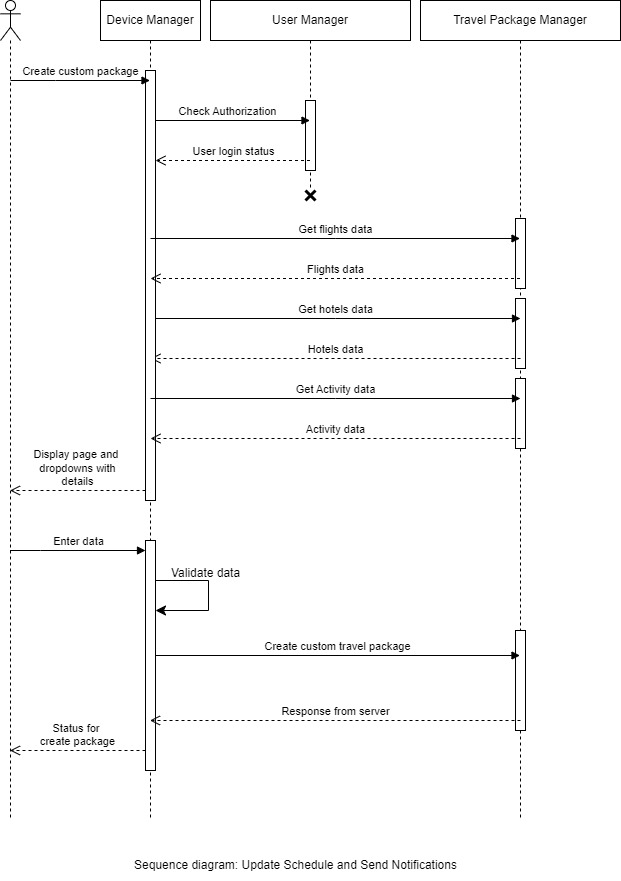 Device Manager
User Manager
Travel Package Manager
Create custom package
Check Authorization
User login status
Get flights data
Flights data
Get hotels data
Hotels data
Get Activity data
Activity data
Display page and
dropdowns with
details
Enter data
Validate data
Create custom travel package
Response from server
Status for
create package
Sequence diagram: Update Schedule and Send Notifications